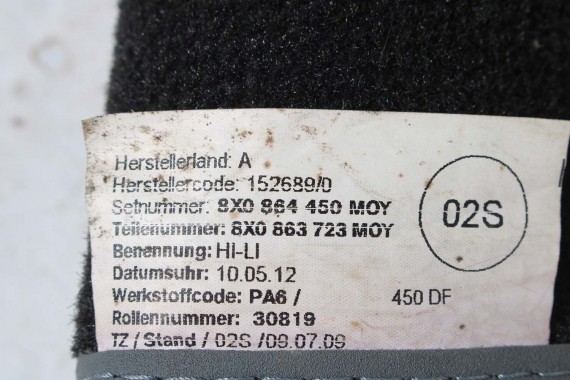 Herstellerland: A
Herstellercode: 152689/0
Setnummer: 8X0 864 450 MOY
Teilenummer: 8X0 863 723 MOY
02S
Benennung: HI-LI
Datumsuhr: 10.05.12
Werkstoffcode: PA6 / 450 DF
Rollennummer: 30819
TZ / Stand / 02S /09.07.09